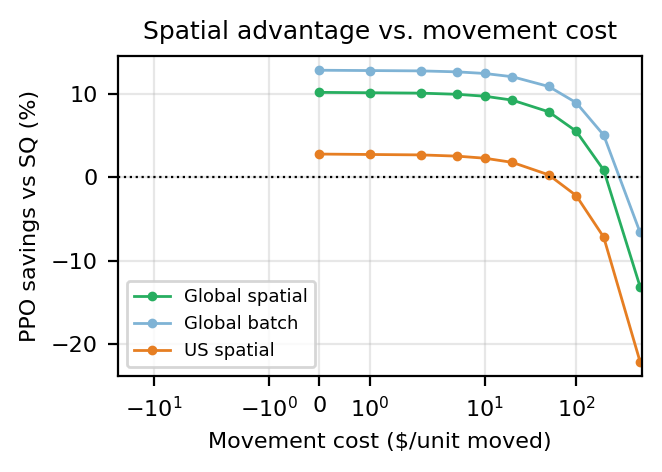 Spatial advantage vs. movement cost
PPO savings vs SQ (%)
10
0
−10
−20
Global spatial
Global batch
US spatial
−10¹ −10⁰ 0 10⁰ 10¹ 10²
Movement cost ($/unit moved)